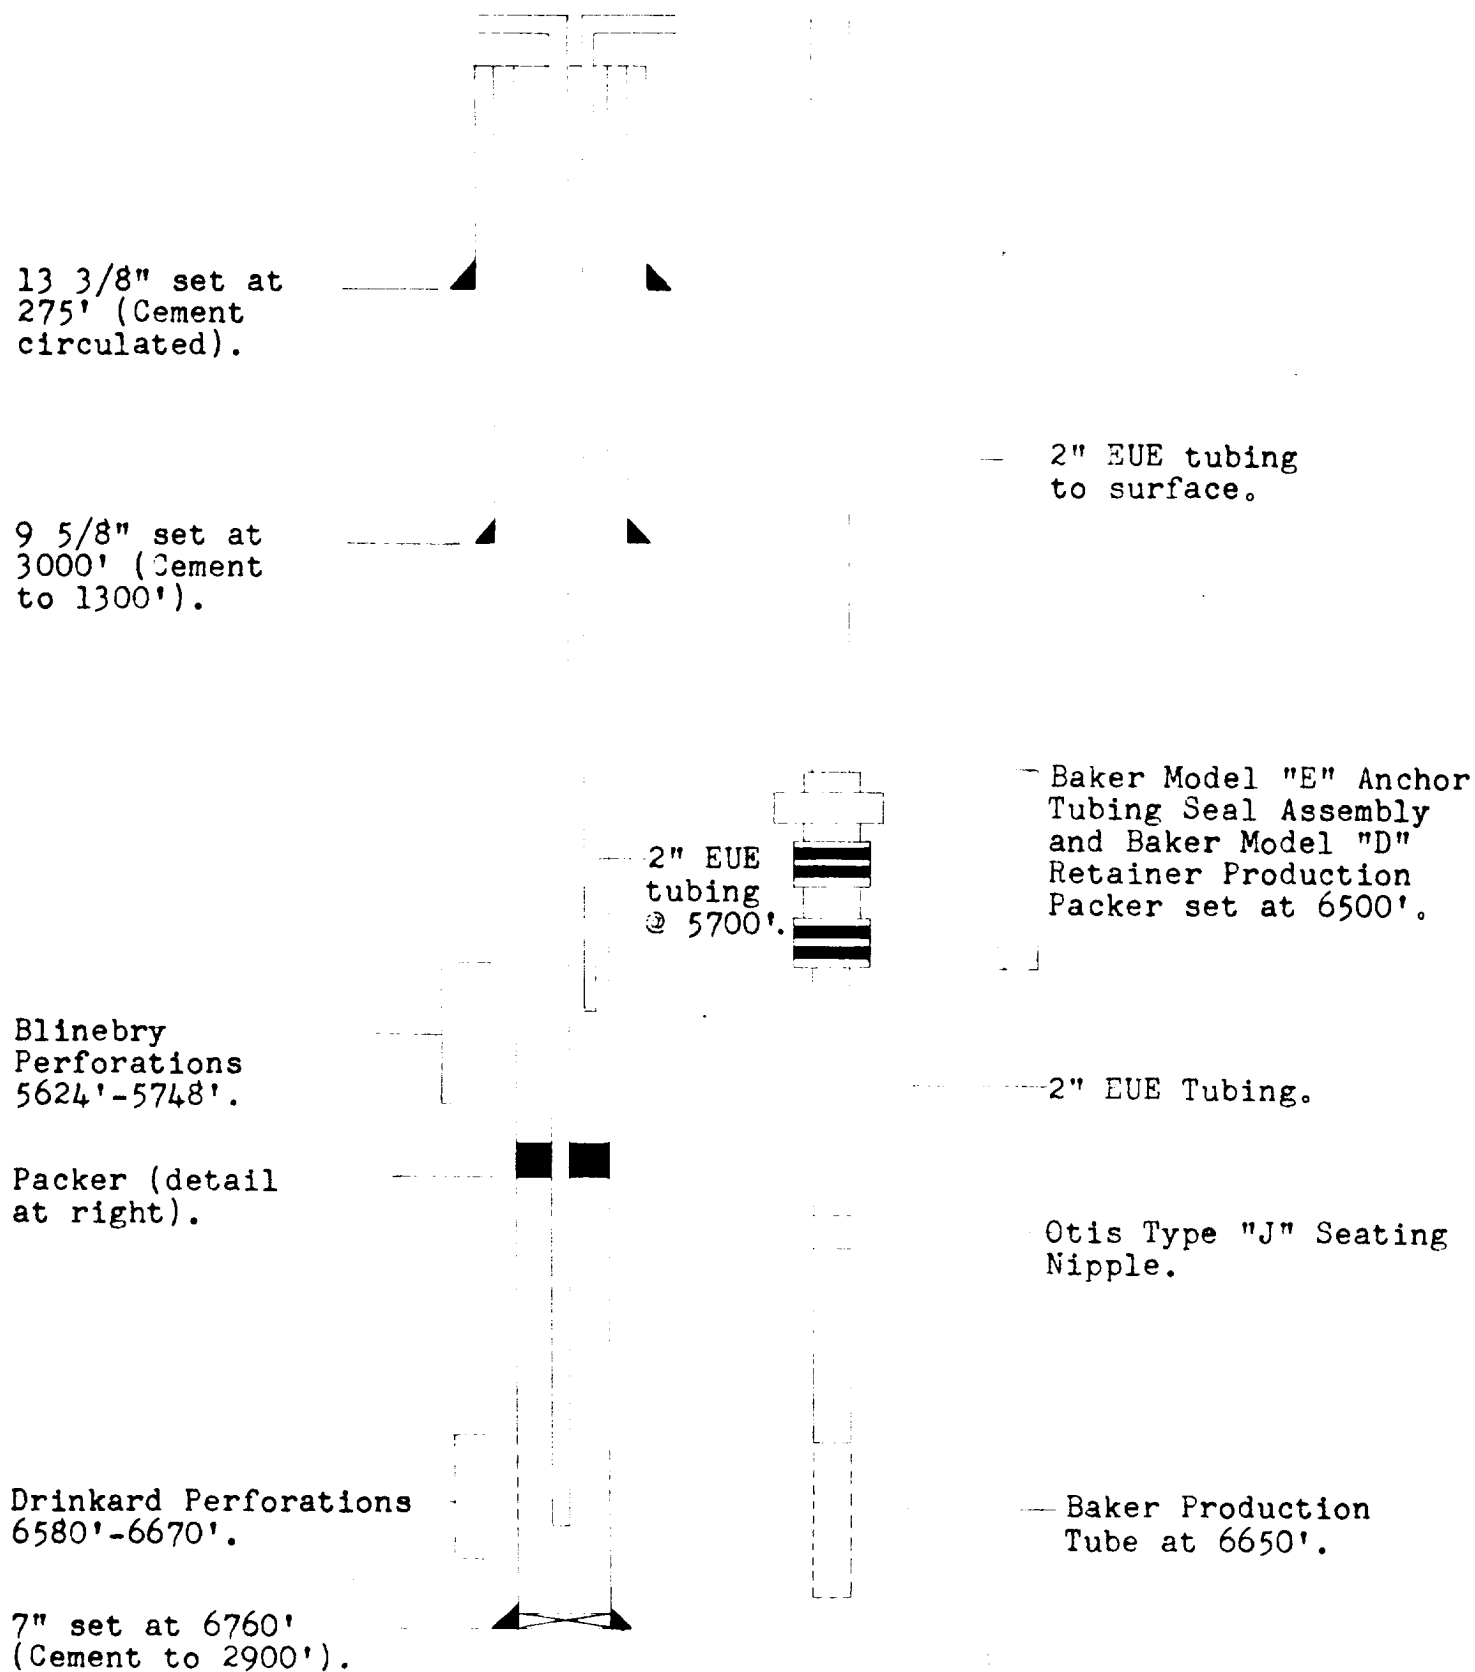 13 3/8" set at
275' (Cement
circulated).
9 5/8" set at
3000' (Cement
to 1300').
2" EUE tubing
to surface.
Baker Model "E" Anchor
Tubing Seal Assembly
and Baker Model "D"
Retainer Production
Packer set at 6500'.
2" EUE
tubing
@ 5700'.
Blinebry
Perforations
5624'-5748'.
2" EUE Tubing.
Packer (detail
at right).
Otis Type "J" Seating
Nipple.
Drinkard Perforations
6580'-6670'.
Baker Production
Tube at 6650'.
7" set at 6760'
(Cement to 2900').